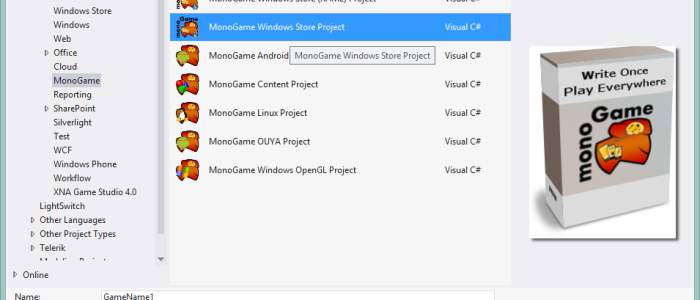 MonoGame Windows Store (XAML) Project Visual C#
Windows Store
Windows
Web
Office
Cloud
MonoGame
Reporting
SharePoint
Silverlight
Test
WCF
Windows Phone
Workflow
XNA Game Studio 4.0
LightSwitch
Other Languages
Other Project Types
Telerik
Online
MonoGame Windows Store Project Visual C#
MonoGame Android MonoGame Windows Store Project Visual C#
MonoGame Content Project Visual C#
MonoGame Linux Project Visual C#
MonoGame OUYA Project Visual C#
MonoGame Windows OpenGL Project Visual C#
Write Once
Play Everywhere
monoGame
Name: GameName1